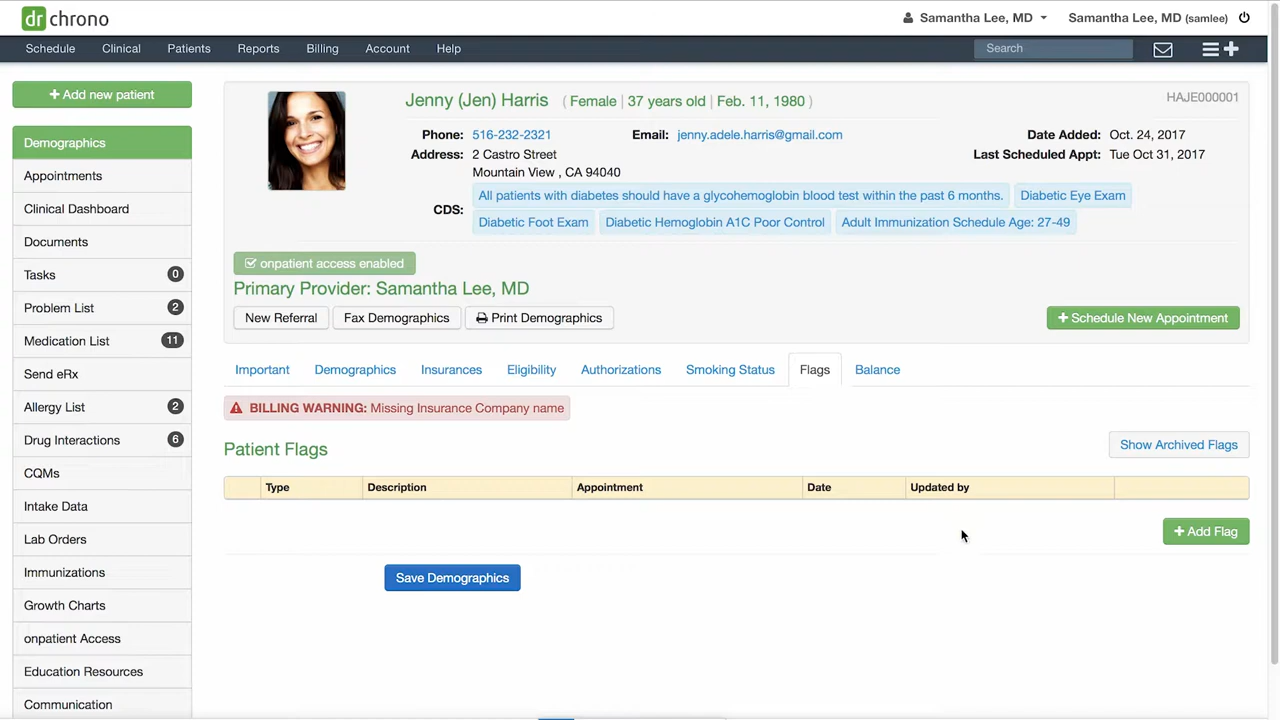 drchrono
Samantha Lee, MD
Samantha Lee, MD (samlee)
Schedule Clinical Patients Reports Billing Account Help
Search
Add new patient
Demographics
Appointments
Clinical Dashboard
Documents
Tasks 0
Problem List 2
Medication List 11
Send eRx
Allergy List 2
Drug Interactions 6
CQMs
Intake Data
Lab Orders
Immunizations
Growth Charts
onpatient Access
Education Resources
Communication
Jenny (Jen) Harris ( Female | 37 years old | Feb. 11, 1980 )
HAJE000001
Phone: 516-232-2321
Email: jenny.adele.harris@gmail.com
Date Added: Oct. 24, 2017
Address: 2 Castro Street
Mountain View , CA 94040
Last Scheduled Appt: Tue Oct 31, 2017
CDS:
All patients with diabetes should have a glycohemoglobin blood test within the past 6 months. Diabetic Eye Exam
Diabetic Foot Exam Diabetic Hemoglobin A1C Poor Control Adult Immunization Schedule Age: 27-49
onpatient access enabled
Primary Provider: Samantha Lee, MD
New Referral Fax Demographics Print Demographics
+ Schedule New Appointment
Important Demographics Insurances Eligibility Authorizations Smoking Status Flags Balance
BILLING WARNING: Missing Insurance Company name
Patient Flags
Show Archived Flags
Type Description Appointment Date Updated by
+ Add Flag
Save Demographics